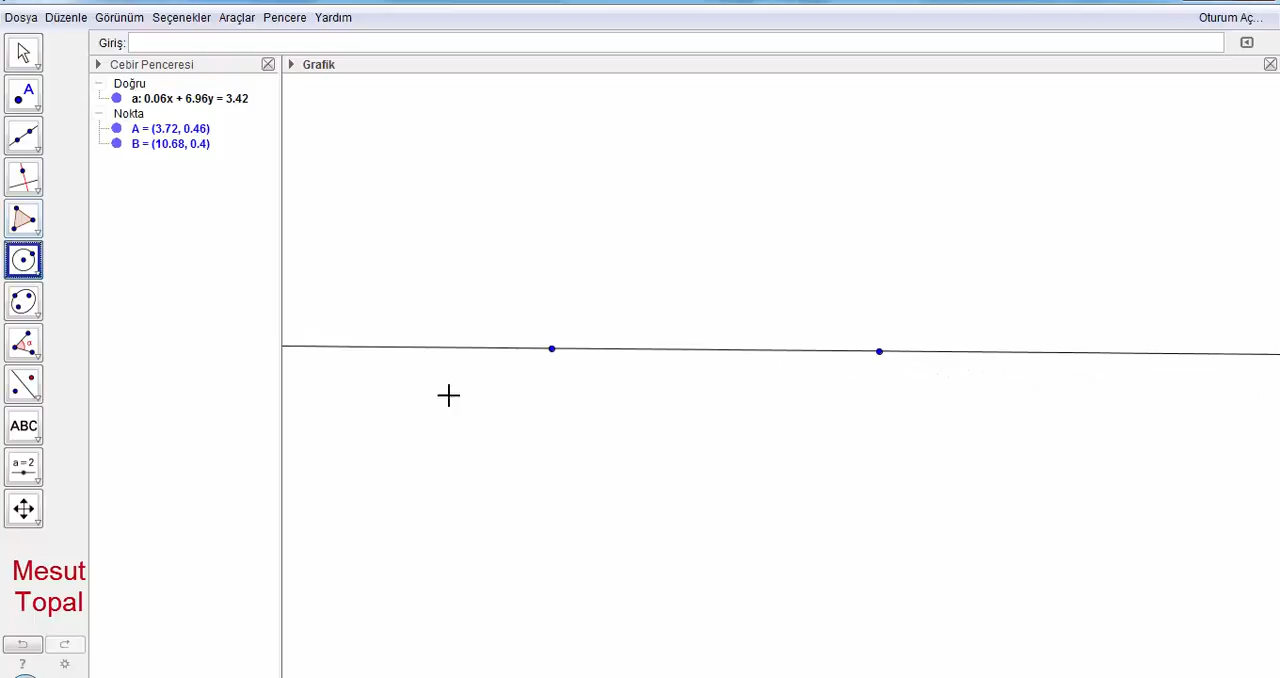 Dosya Düzenle Görünüm Seçenekler Araçlar Pencere Yardım Oturum Aç...
Giriş:
Cebir Penceresi
Grafik
Doğru
a: 0.06x + 6.96y = 3.42
Nokta
A = (3.72, 0.46)
B = (10.68, 0.4)
A
α
ABC
a = 2
Mesut
Topal
?